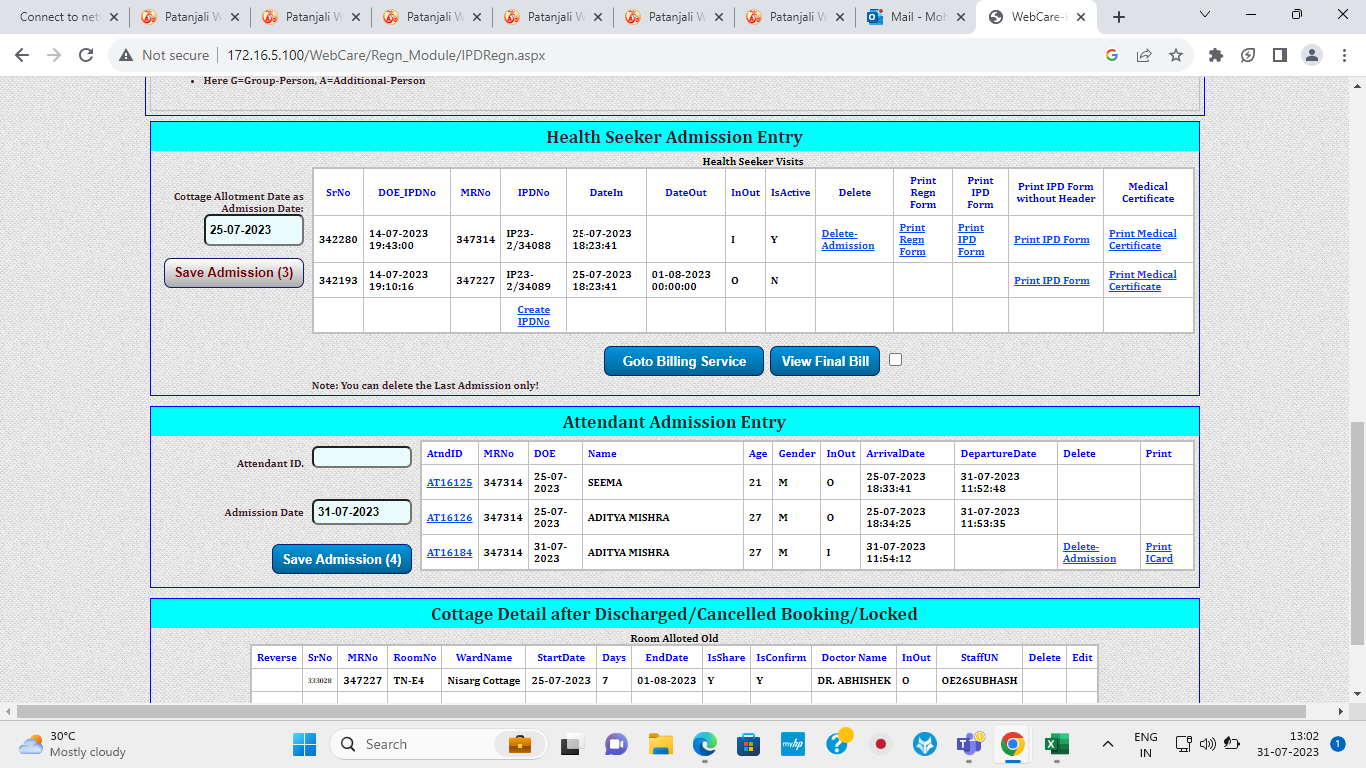 Connect to net
Patanjali W
Patanjali W
Patanjali W
Patanjali W
Patanjali W
Patanjali W
Mail - Moh
WebCare-
Not secure
172.16.5.100/WebCare/Regn_Module/IPDRegn.aspx
Here G=Group-Person, A=Additional-Person
Health Seeker Admission Entry
Health Seeker Visits
Cottage Allotment Date as
Admission Date:
25-07-2023
Save Admission (3)
SrNo DOE_IPDNo MRNo IPDNo DateIn DateOut InOut IsActive Delete Print Regn Form Print IPD Form Print IPD Form without Header Medical Certificate
342280 14-07-2023 19:43:00 347314 IP23-2/34088 25-07-2023 18:23:41 I Y Delete-Admission Print Regn Form Print IPD Form Print IPD Form Print Medical Certificate
342193 14-07-2023 19:10:16 347227 IP23-2/34089 25-07-2023 18:23:41 01-08-2023 00:00:00 O N Print IPD Form Print Medical Certificate
Create IPDNo
Goto Billing Service View Final Bill
Note: You can delete the Last Admission only!
Attendant Admission Entry
Attendant ID.
Admission Date 31-07-2023
Save Admission (4)
AtndID MRNo DOE Name Age Gender InOut ArrivalDate DepartureDate Delete Print
AT16125 347314 25-07-2023 SEEMA 21 M O 25-07-2023 18:33:41 31-07-2023 11:52:48
AT16126 347314 25-07-2023 ADITYA MISHRA 27 M O 25-07-2023 18:34:25 31-07-2023 11:53:35
AT16184 347314 31-07-2023 ADITYA MISHRA 27 M I 31-07-2023 11:54:12 Delete-Admission Print ICard
Cottage Detail after Discharged/Cancelled Booking/Locked
Room Alloted Old
Reverse SrNo MRNo RoomNo WardName StartDate Days EndDate IsShare IsConfirm Doctor Name InOut StaffUN Delete Edit
333028 347227 TN-E4 Nisarg Cottage 25-07-2023 7 01-08-2023 Y Y DR. ABHISHEK O OE26SUBHASH
30°C
Mostly cloudy
Search
myhp
ENG
IN
13:02
31-07-2023
1